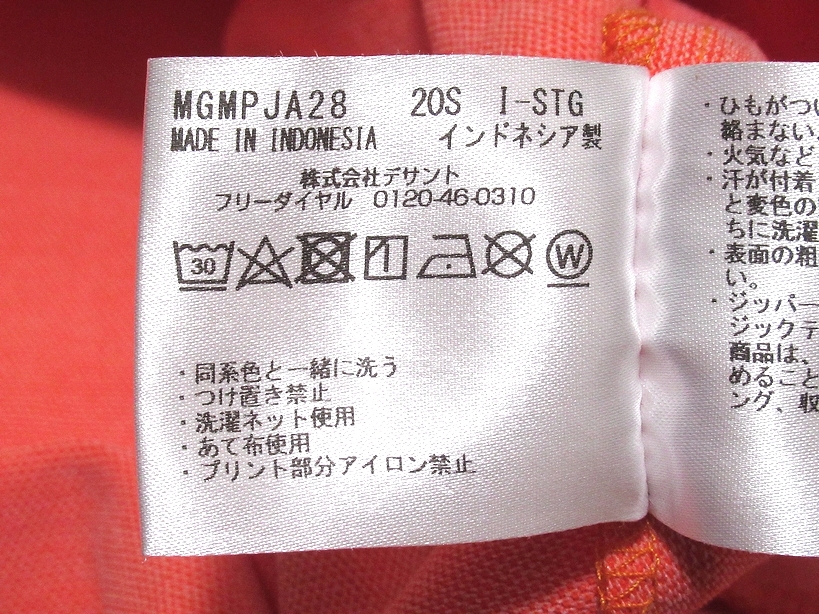 MGMPJA28 20S I-STG
MADE IN INDONESIA インドネシア製
株式会社デサント
フリーダイヤル 0120-46-0310
30 W
・同系色と一緒に洗う
・つけ置き禁止
・洗濯ネット使用
・あて布使用
・プリント部分アイロン禁止
・ひもがつい
絡まない
・火気など
・汗が付着
と変色の
ちに洗濯
・表面の粗
い。
・ジッパー
ジックテ
商品は、
めること
ング、収